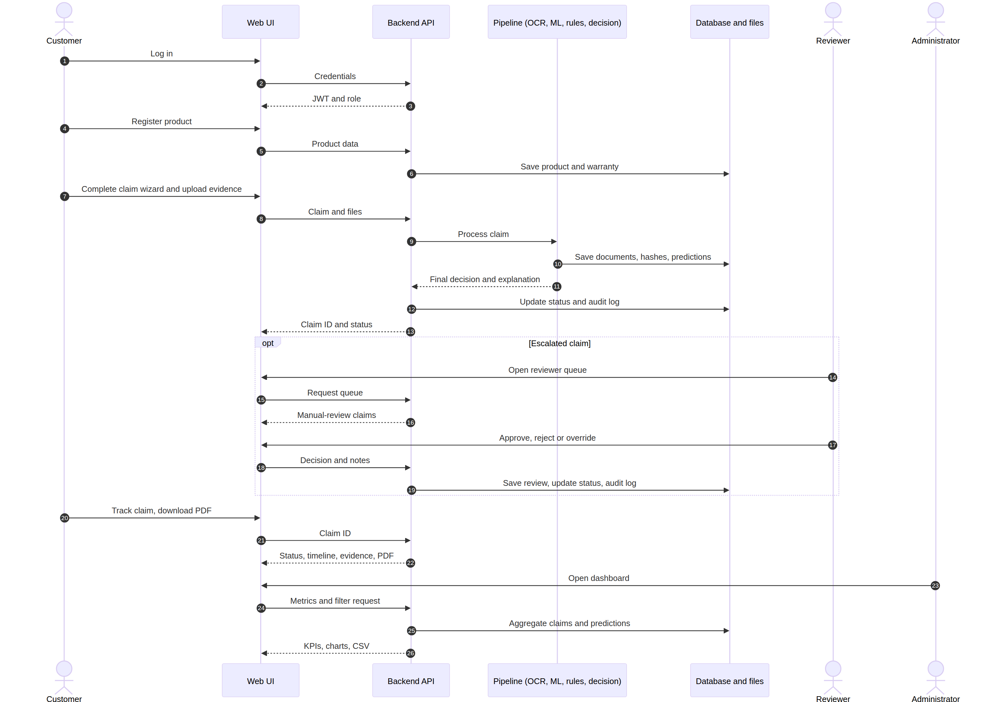 Customer
Web UI
Backend API
Pipeline (OCR, ML, rules, decision)
Database and files
Reviewer
Administrator
Log in
1
Credentials
2
JWT and role
3
Register product
4
Product data
5
Save product and warranty
6
Complete claim wizard and upload evidence
7
Claim and files
8
Process claim
9
Save documents, hashes, predictions
10
Final decision and explanation
11
Update status and audit log
12
Claim ID and status
13
opt
[Escalated claim]
Open reviewer queue
14
Request queue
15
Manual-review claims
16
Approve, reject or override
17
Decision and notes
18
Save review, update status, audit log
19
Track claim, download PDF
20
Claim ID
21
Status, timeline, evidence, PDF
22
Open dashboard
23
Metrics and filter request
24
Aggregate claims and predictions
25
KPIs, charts, CSV
26
Customer
Web UI
Backend API
Pipeline (OCR, ML, rules, decision)
Database and files
Reviewer
Administrator